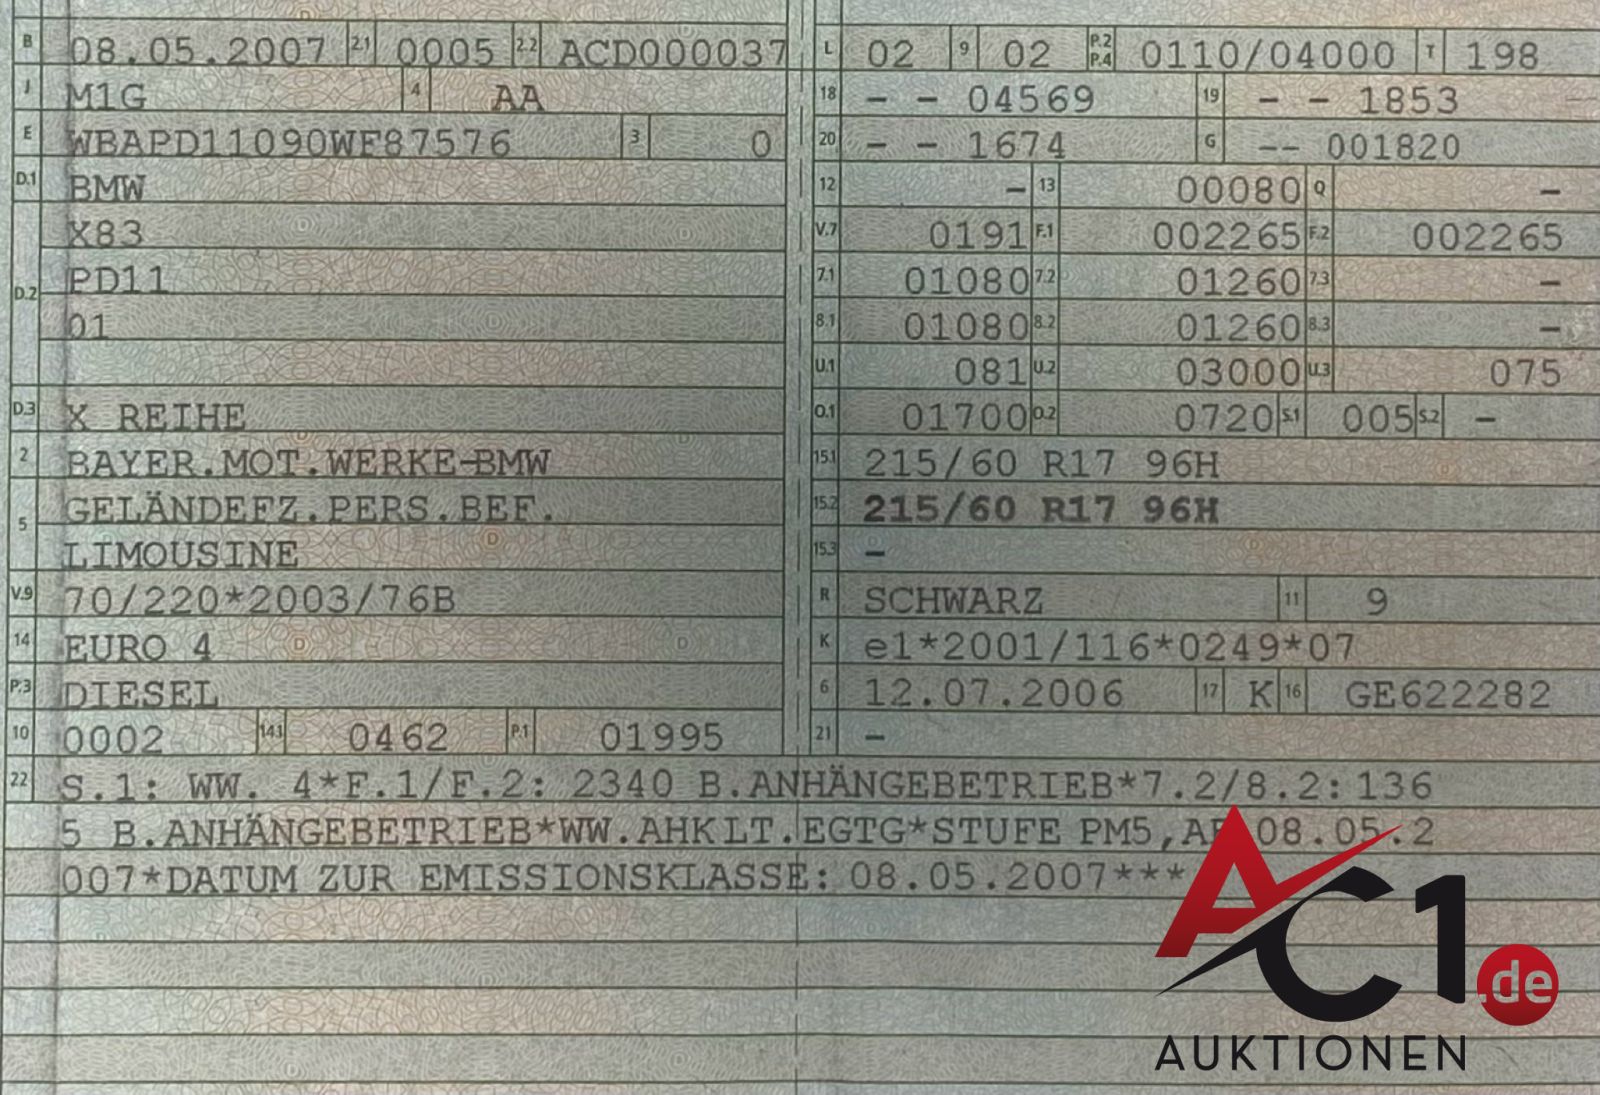 B 08.05.2007 2.1 0005 2.2 ACD000037
J M1G 4 AA
E WBAPD11090WF87576 3 0
D.1 BMW
D.2 X83
PD11
01
D.3 X REIHE
2 BAYER.MOT.WERKE-BMW
5 GELÄNDEFZ.PERS.BEF.
LIMOUSINE
V.9 70/220*2003/76B
14 EURO 4
P.3 DIESEL
10 0002 14.1 0462 P.1 01995
L 02 9 02 P.2 P.4 0110/04000 T 198
18 - - 04569 19 - - 1853
20 - - 1674 G -- 001820
12 - 13 00080 Q -
V.7 0191 F.1 002265 F.2 002265
7.1 01080 7.2 01260 7.3 -
8.1 01080 8.2 01260 8.3 -
U.1 081 U.2 03000 U.3 075
O.1 01700 O.2 0720 S.1 005 S.2 -
15.1 215/60 R17 96H
15.2 215/60 R17 96H
15.3 -
R SCHWARZ 11 9
K e1*2001/116*0249*07
6 12.07.2006 17 K 16 GE622282
21 -
22 S.1: WW. 4*F.1/F.2: 2340 B.ANHÄNGEBETRIEB*7.2/8.2:136
5 B.ANHÄNGEBETRIEB*WW.AHK LT.EGTG*STUFE PM5,AB 08.05.2
007*DATUM ZUR EMISSIONSKLASSE: 08.05.2007***
AC1.de
AUKTIONEN